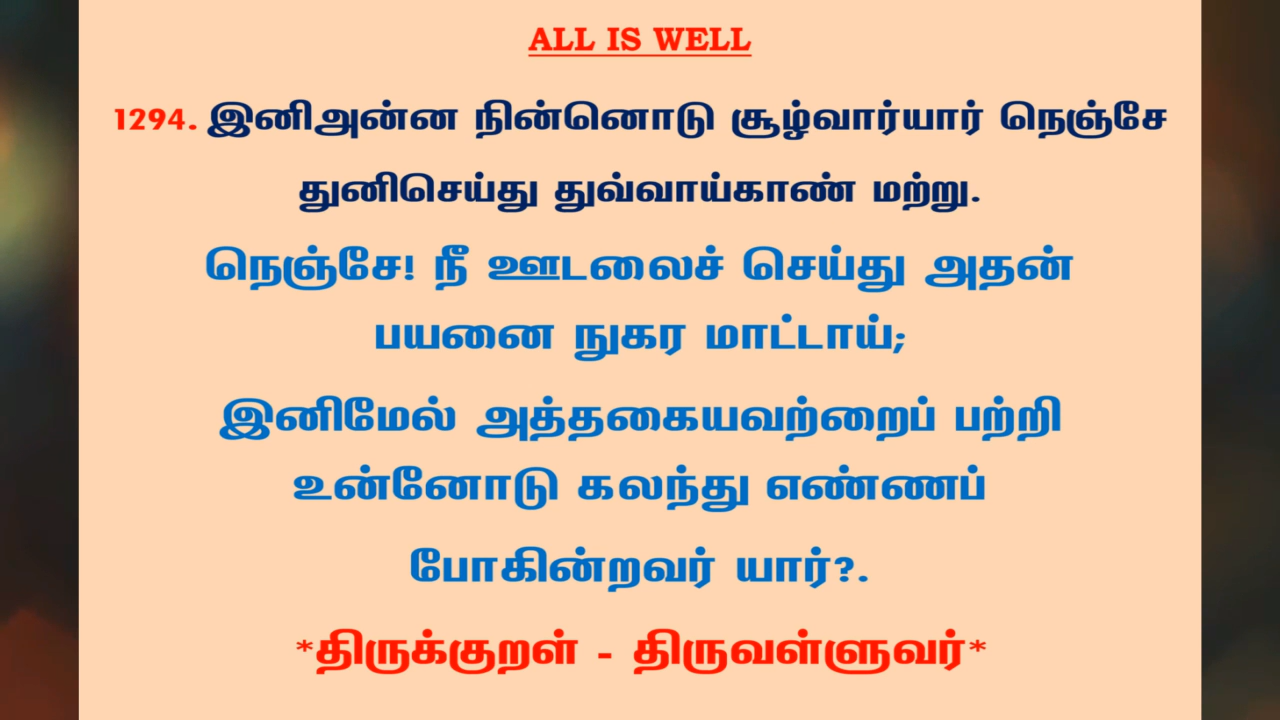 ALL IS WELL
1294. இனிஅன்ன நின்னொடு சூழ்வார்யார் நெஞ்சே
துனிசெய்து துவ்வாய்காண் மற்று.
நெஞ்சே! நீ ஊடலைச் செய்து அதன்
பயனை நுகர மாட்டாய்;
இனிமேல் அத்தகையவற்றைப் பற்றி
உன்னோடு கலந்து எண்ணப்
போகின்றவர் யார்?.
*திருக்குறள் - திருவள்ளுவர்*